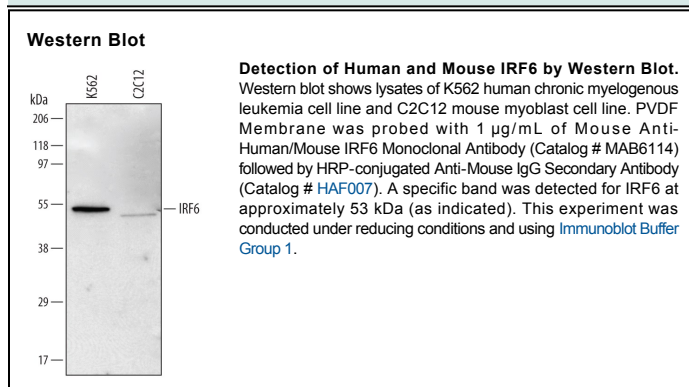 Western Blot
K562
C2C12
kDa
206
118
97
55
IRF6
38
29
17
Detection of Human and Mouse IRF6 by Western Blot.
Western blot shows lysates of K562 human chronic myelogenous
leukemia cell line and C2C12 mouse myoblast cell line. PVDF
Membrane was probed with 1 µg/mL of Mouse Anti-
Human/Mouse IRF6 Monoclonal Antibody (Catalog # MAB6114)
followed by HRP-conjugated Anti-Mouse IgG Secondary Antibody
(Catalog # HAF007). A specific band was detected for IRF6 at
approximately 53 kDa (as indicated). This experiment was
conducted under reducing conditions and using Immunoblot Buffer
Group 1.